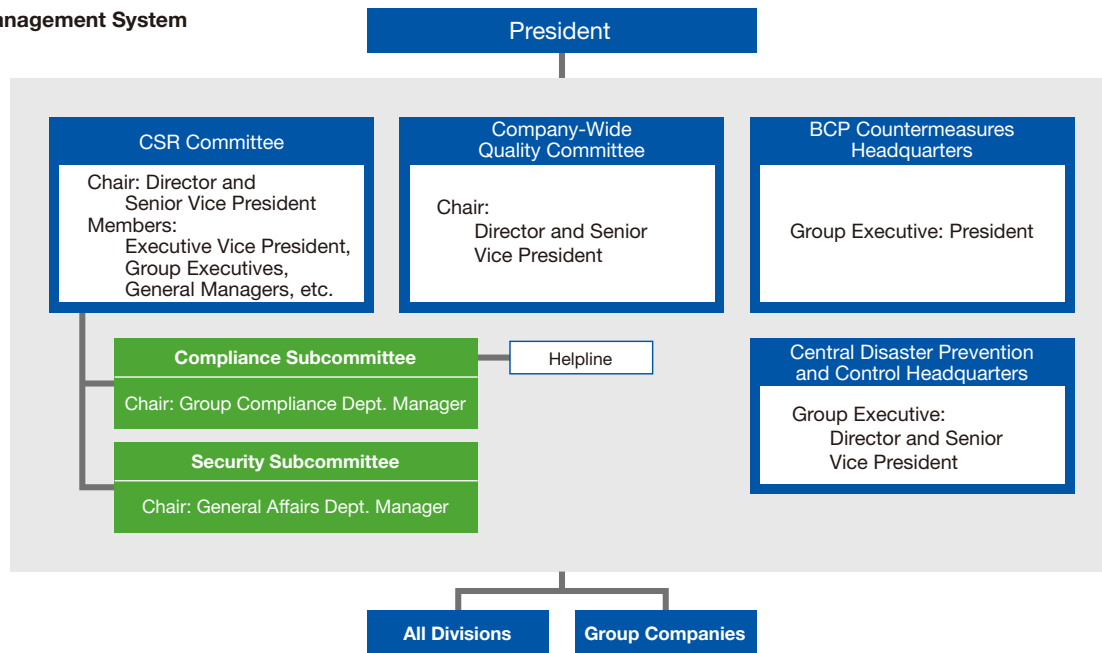 Management System
President
CSR Committee
Chair: Director and
Senior Vice President
Members:
Executive Vice President,
Group Executives,
General Managers, etc.
Company-Wide
Quality Committee
Chair:
Director and Senior
Vice President
BCP Countermeasures
Headquarters
Group Executive: President
Compliance Subcommittee
Chair: Group Compliance Dept. Manager
Helpline
Security Subcommittee
Chair: General Affairs Dept. Manager
Central Disaster Prevention
and Control Headquarters
Group Executive:
Director and Senior
Vice President
All Divisions
Group Companies